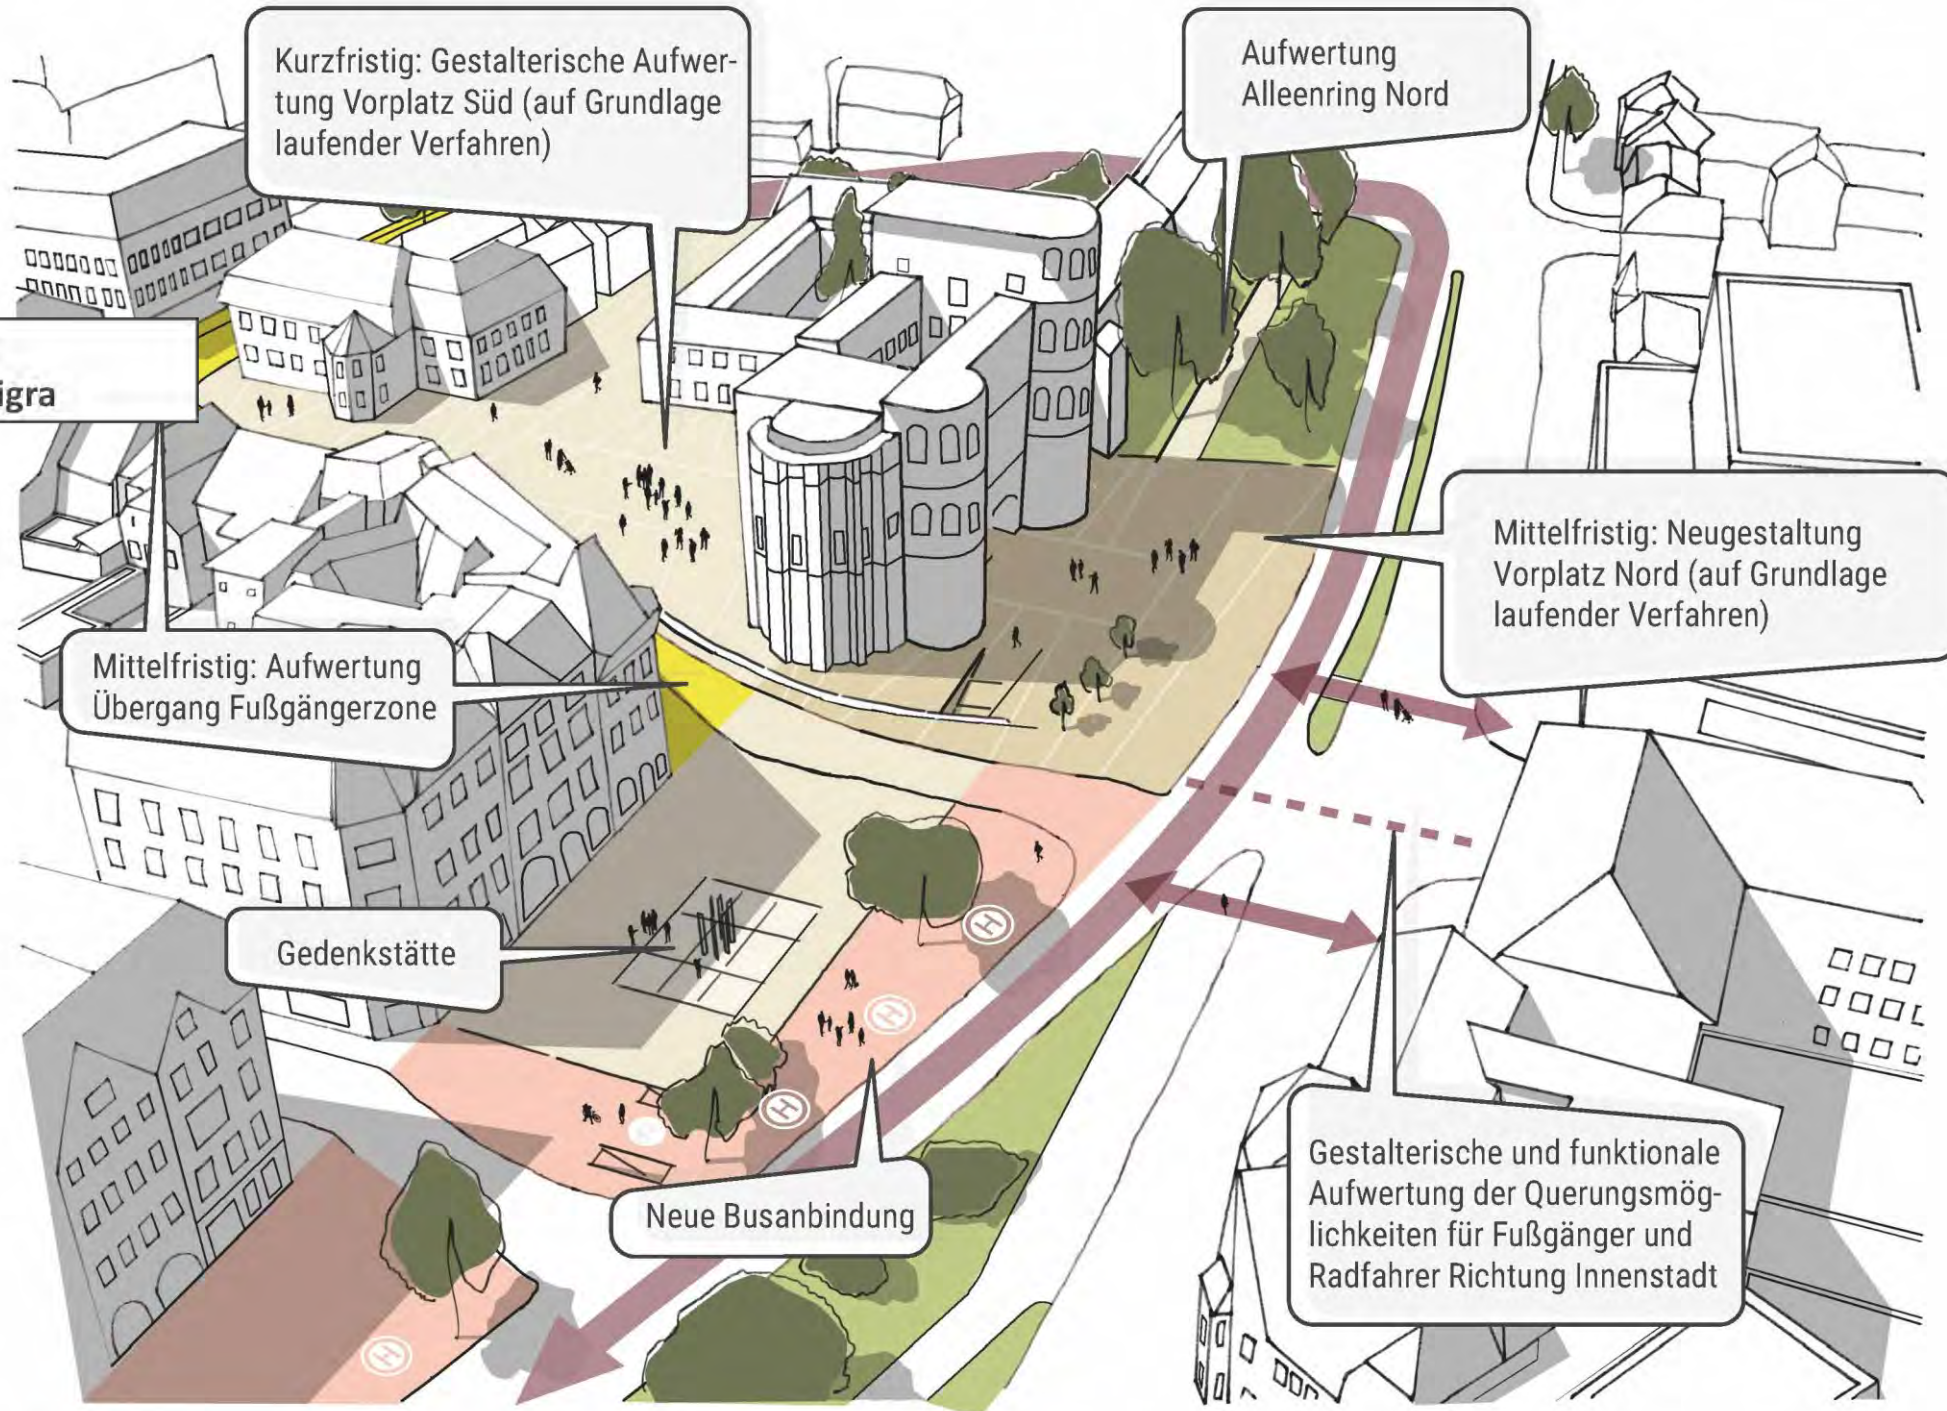 Kurzfristig: Gestalterische Aufwer-
tung Vorplatz Süd (auf Grundlage
laufender Verfahren)
Aufwertung
Alleenring Nord
igra
Mittelfristig: Neugestaltung
Vorplatz Nord (auf Grundlage
laufender Verfahren)
Mittelfristig: Aufwertung
Übergang Fußgängerzone
Gedenkstätte
H
H
H
Neue Busanbindung
Gestalterische und funktionale
Aufwertung der Querungsmög-
lichkeiten für Fußgänger und
Radfahrer Richtung Innenstadt
H